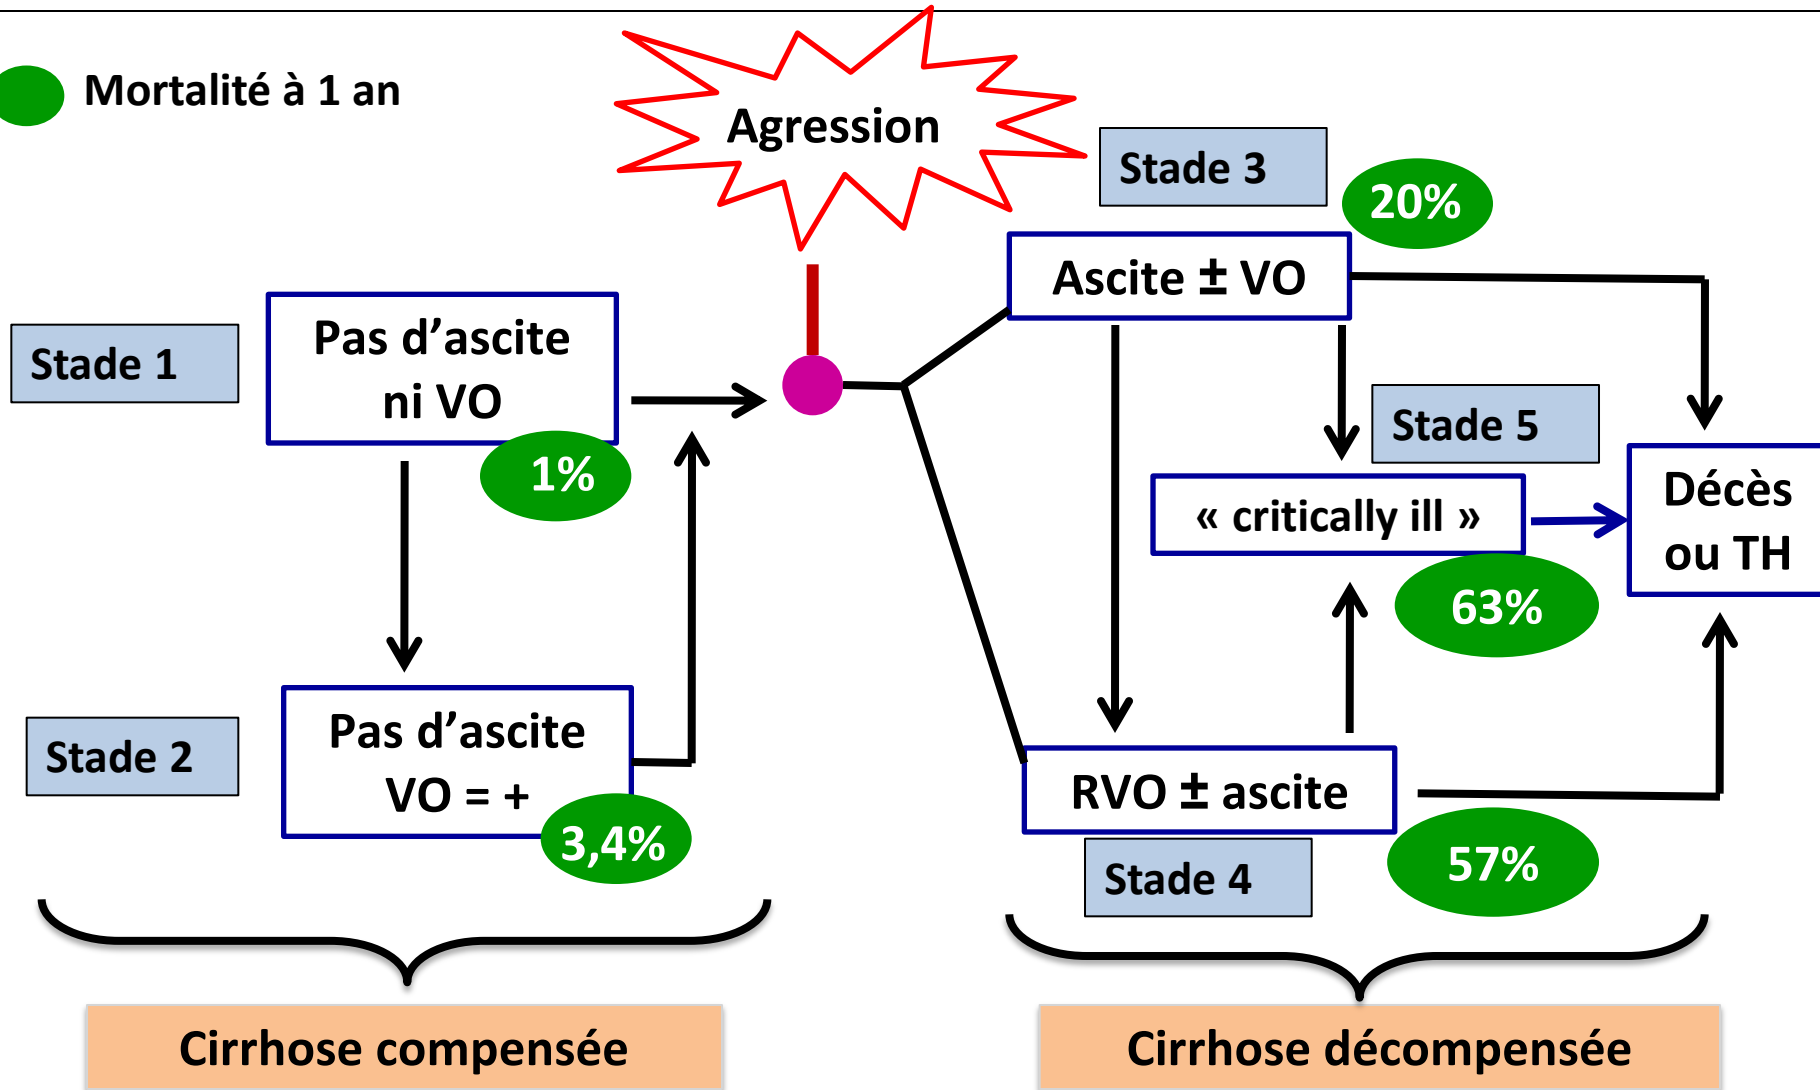 Mortalité à 1 an
Agression
Stade 3
20%
Ascite ± VO
Stade 1
Pas d’ascite
ni VO
1%
Stade 5
« critically ill »
63%
Décès
ou TH
Stade 2
Pas d’ascite
VO = +
3,4%
RVO ± ascite
57%
Stade 4
Cirrhose compensée
Cirrhose décompensée